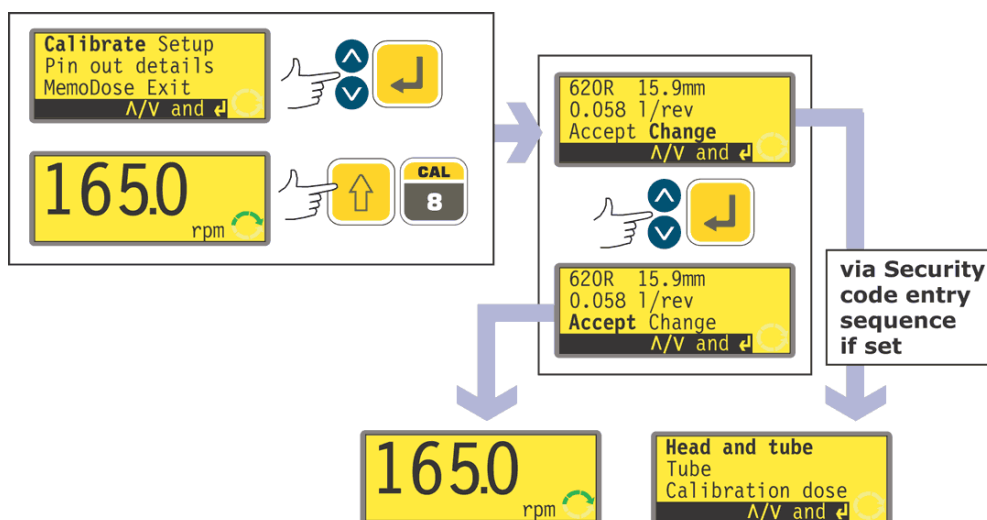 Calibrate Setup
Pin out details
MemoDose Exit
∧/∨ and ↲
165.0
rpm
CAL
8
620R 15.9mm
0.058 l/rev
Accept Change
∧/∨ and ↲
620R 15.9mm
0.058 l/rev
Accept Change
∧/∨ and ↲
via Security
code entry
sequence
if set
165.0
rpm
Head and tube
Tube
Calibration dose
∧/∨ and ↲